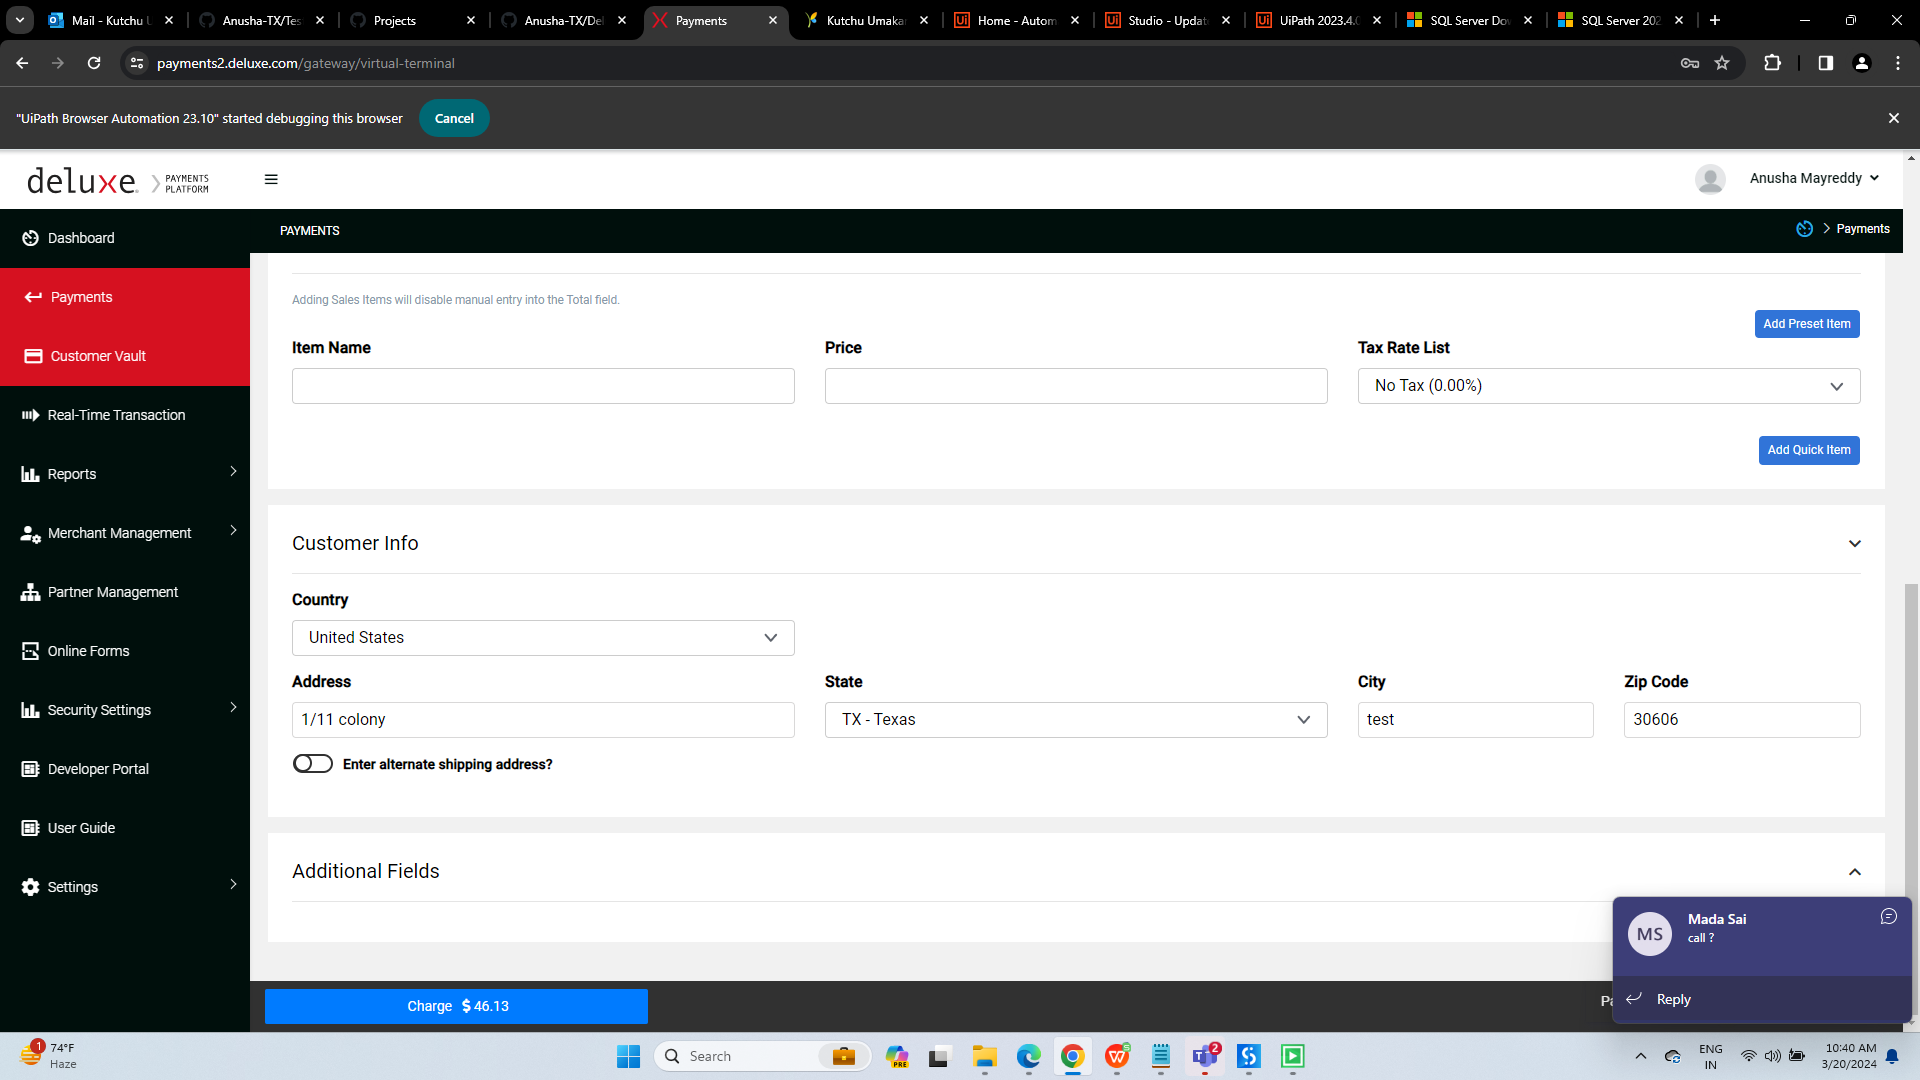 Mail - Kutchu U
Anusha-TX/Tes
Projects
Anusha-TX/Del
Payments
Kutchu Umakan
Home - Autom
Studio - Updat
UiPath 2023.4.0
SQL Server Do
SQL Server 202
payments2.deluxe.com/gateway/virtual-terminal
"UiPath Browser Automation 23.10" started debugging this browser
Cancel
deluxe.
PAYMENTS
PLATFORM
Anusha Mayreddy
Dashboard
Payments
Customer Vault
Real-Time Transaction
Reports
Merchant Management
Partner Management
Online Forms
Security Settings
Developer Portal
User Guide
Settings
PAYMENTS
Payments
Adding Sales Items will disable manual entry into the Total field.
Add Preset Item
Item Name
Price
Tax Rate List
No Tax (0.00%)
Add Quick Item
Customer Info
Country
United States
Address
State
City
Zip Code
1/11 colony
TX - Texas
test
30606
Enter alternate shipping address?
Additional Fields
Charge $ 46.13
MS
Mada Sai
call ?
Reply
1
74°F
Haze
Search
PRE
2
ENG
IN
10:40 AM
3/20/2024